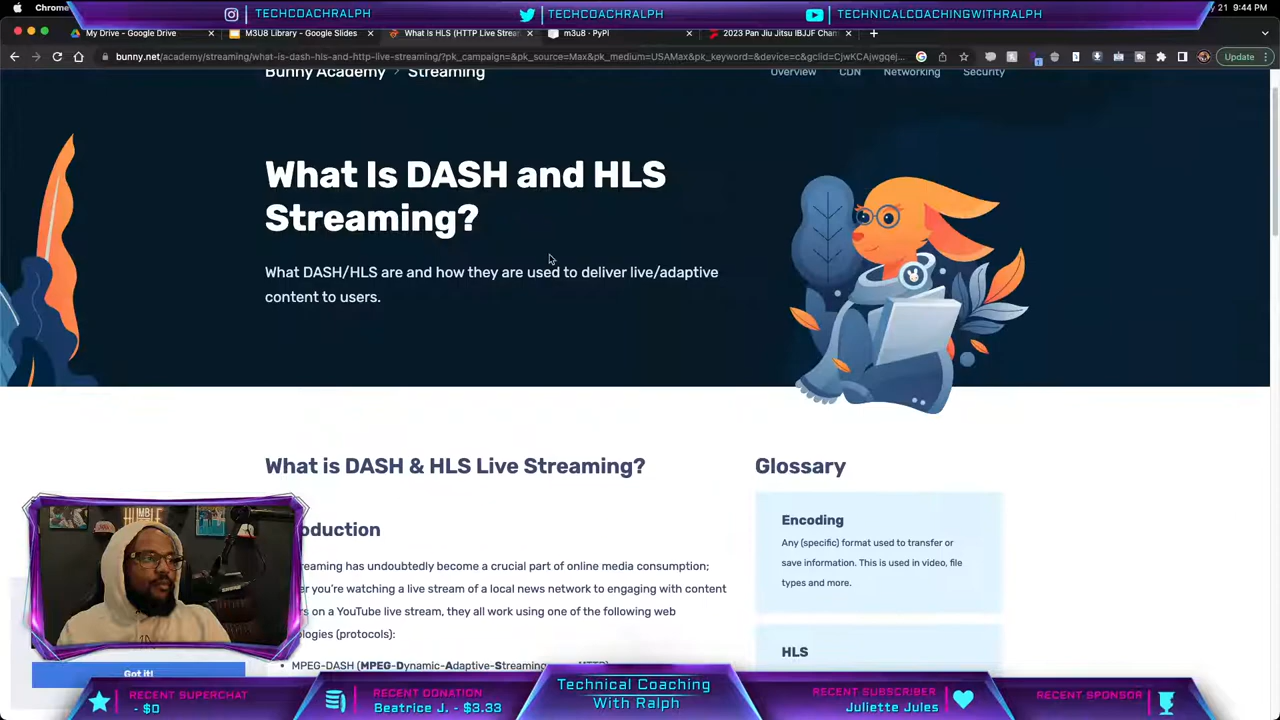 TECHCOACHRALPH
TECHCOACHRALPH
TECHNICALCOACHINGWITHRALPH
Chrome
21 9:44 PM
My Drive - Google Drive
M3U8 Library - Google Slides
What Is HLS (HTTP Live Strea
m3u8 · PyPI
2023 Pan Jiu Jitsu IBJJF Cham
bunny.net/academy/streaming/what-is-dash-hls-and-http-live-streaming/?pk_campaign=&pk_source=Max&pk_medium=USAMax&pk_keyword=&device=c&gclid=CjwKCAjwgqej...
Update
Bunny Academy > Streaming
Overview
CDN
Networking
Security
What Is DASH and HLS
Streaming?
What DASH/HLS are and how they are used to deliver live/adaptive
content to users.
What is DASH & HLS Live Streaming?
oduction
treaming has undoubtedly become a crucial part of online media consumption;
er you're watching a live stream of a local news network to engaging with content
rs on a YouTube live stream, they all work using one of the following web
ologies (protocols):
• MPEG-DASH (MPEG-Dynamic-Adaptive-Streaming
Glossary
Encoding
Any (specific) format used to transfer or
save information. This is used in video, file
types and more.
HLS
Got it!
RECENT SUPERCHAT
- $0
RECENT DONATION
Beatrice J. - $3.33
Technical Coaching
With Ralph
RECENT SUBSCRIBER
Juliette Jules
RECENT SPONSOR